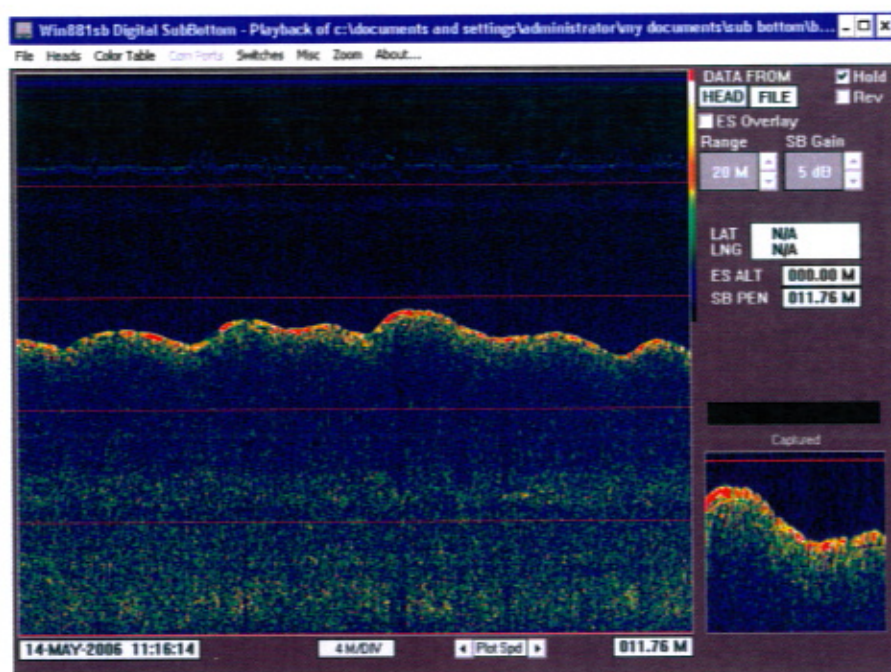 Win881sb Digital SubBottom - Playback of c:\documents and settings\administrator\my documents\sub bottom\b...
File Heads Color Table Com Ports Switches Misc Zoom About...
DATA FROM Hold
HEAD FILE Rev
ES Overlay
Range SB Gain
20 M 5 dB
LAT N/A
LNG N/A
ES ALT 000.00 M
SB PEN 011.76 M
Captured
14-MAY-2006 11:16:14 4 M/DIV Plot Spd 011.76 M